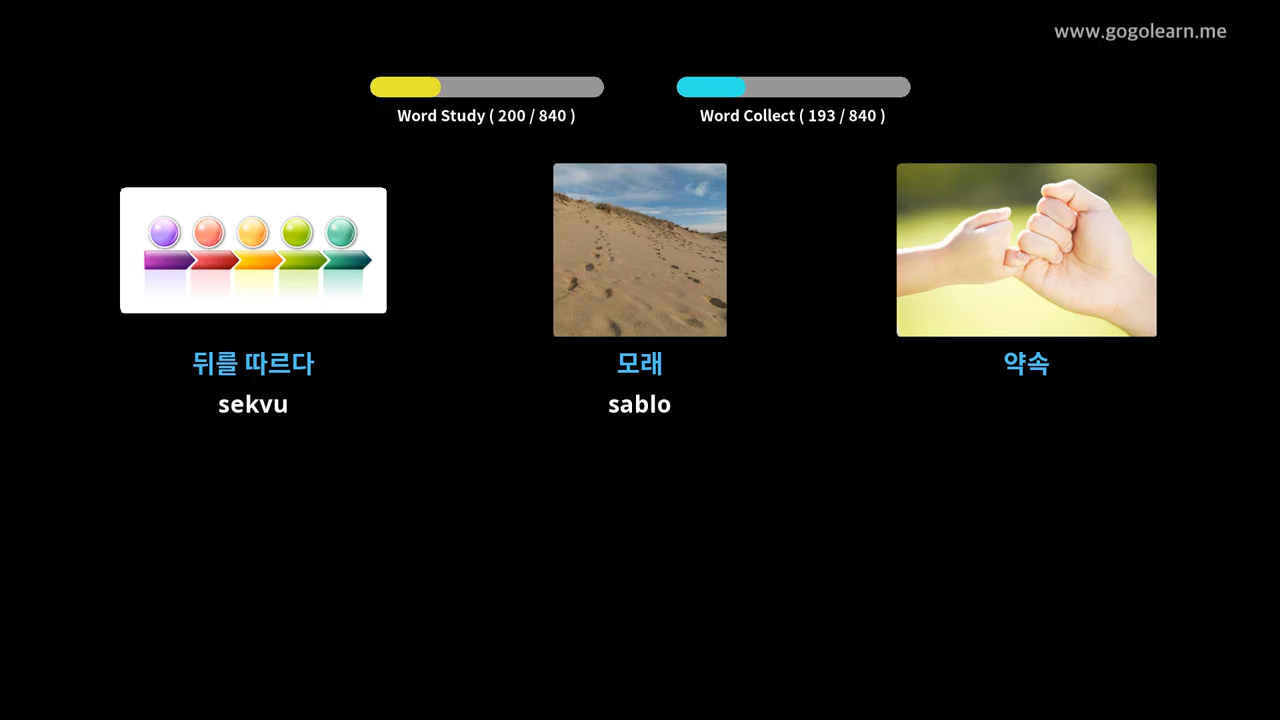 www.gogolearn.me
Word Study ( 200 / 840 )
Word Collect ( 193 / 840 )
뒤를 따르다
모래
약속
sekvu
sablo